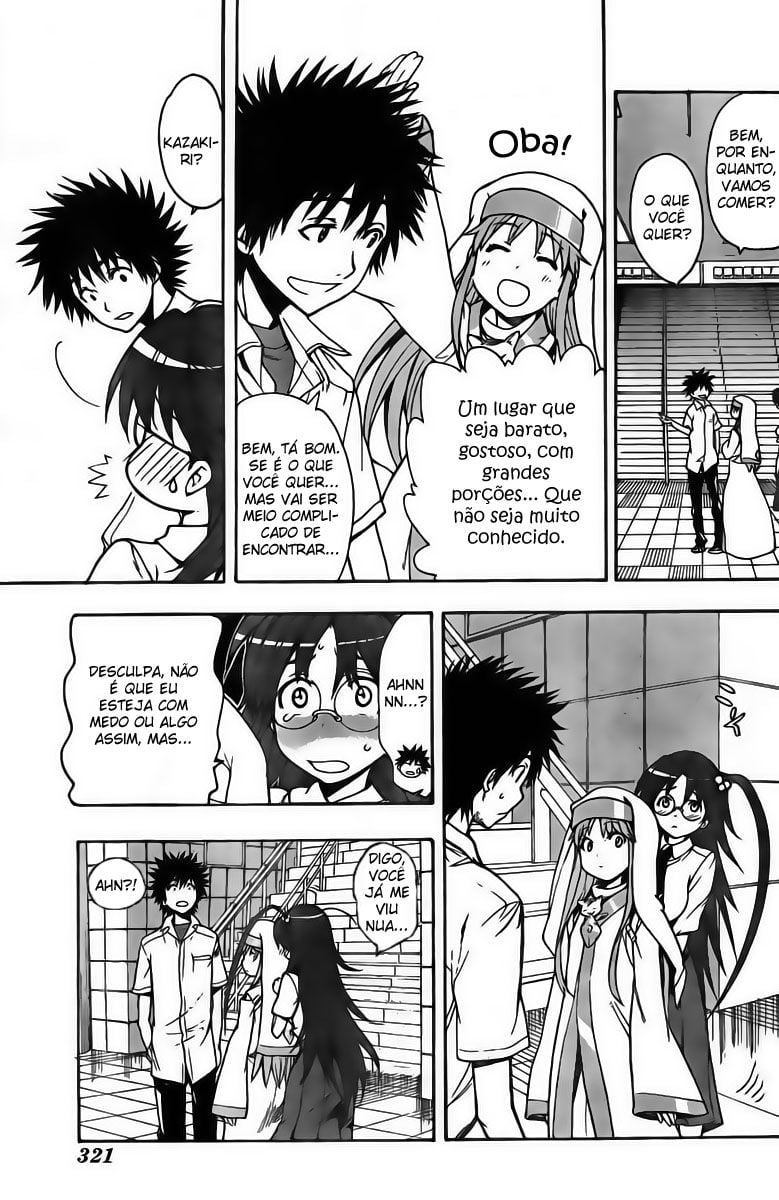 BEM,
POR EN-
QUANTO,
VAMOS
COMER?
O QUE
VOCÊ
QUER?
Oba!
Um lugar que
seja barato,
gostoso, com
grandes
porções... Que
não seja muito
conhecido.
BEM, TÁ BOM.
SE É O QUE
VOCÊ QUER...
MAS VAI SER
MEIO COMPLI-
CADO DE
ENCONTRAR...
KAZAKI-
RI?
AHNN
NN...?
DESCULPA, NÃO
É QUE EU
ESTEJA COM
MEDO OU ALGO
ASSIM, MAS...
DIGO,
VOCÊ
JÁ ME
VIU
NUA...
AHN?!
321